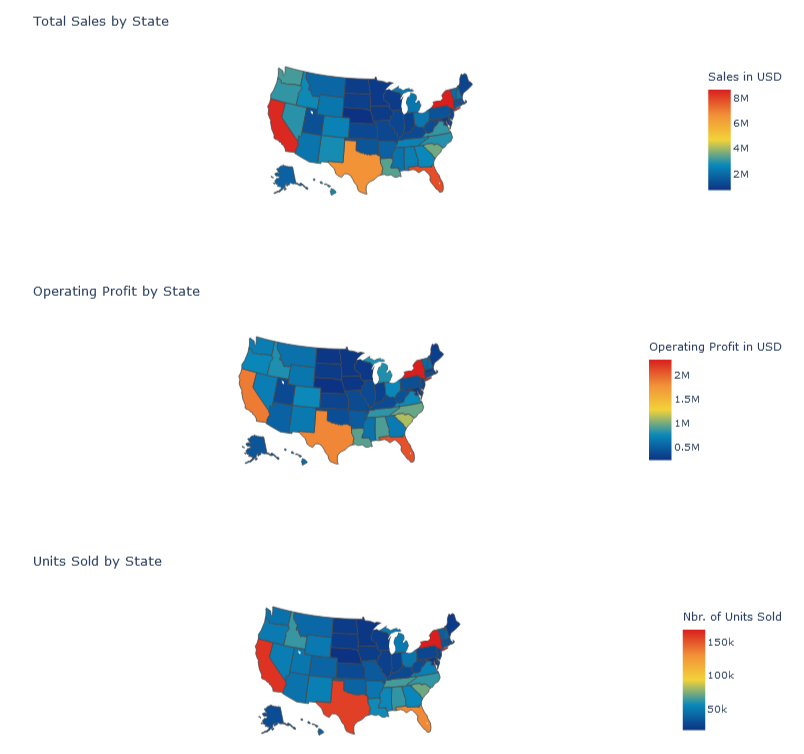 Total Sales by State
Sales in USD
8M
6M
4M
2M
Operating Profit by State
Operating Profit in USD
2M
1.5M
1M
0.5M
Units Sold by State
Nbr. of Units Sold
150k
100k
50k